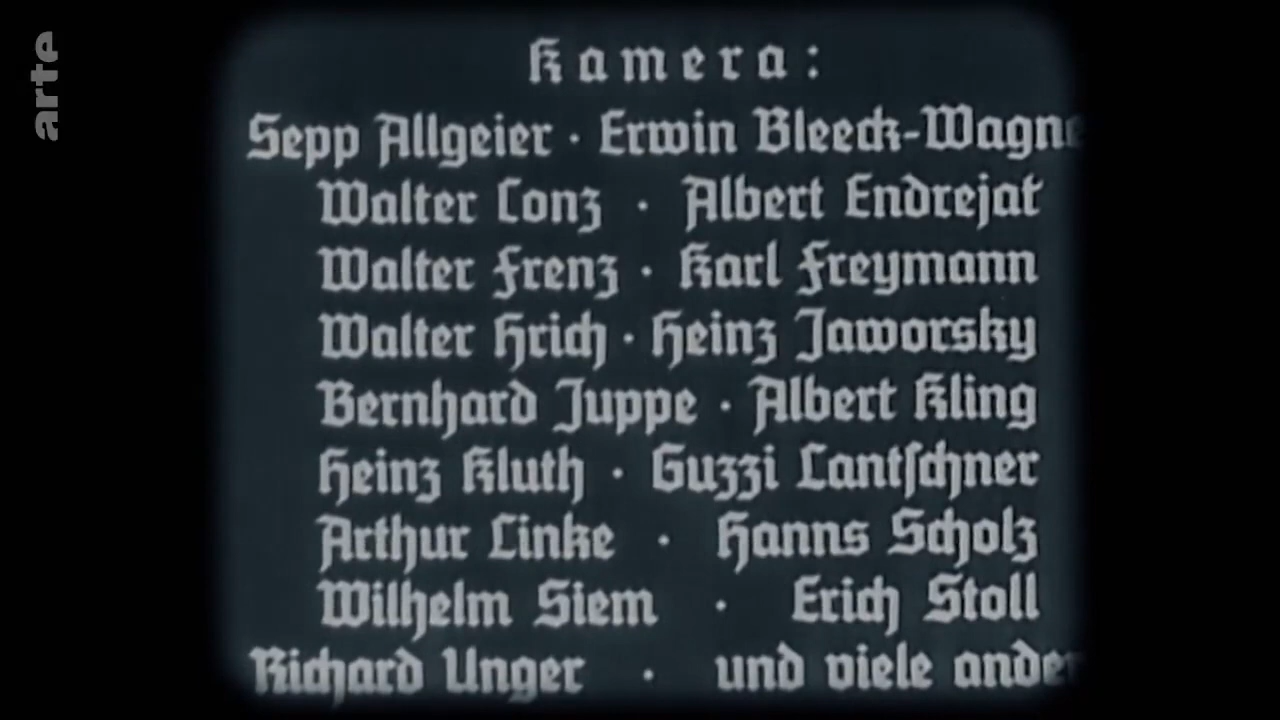 arte
Kamera:
Sepp Allgeier · Erwin Bleeck-Wagne
Walter Conz · Albert Endrejat
Walter Frenz · Karl Freymann
Walter Hrich · Heinz Jaworsky
Bernhard Juppe · Albert Kling
Heinz Kluth · Guzzi Lantſchner
Arthur Linke · Hanns Scholz
Wilhelm Siem · Erich Stoll
Richard Unger · und viele ander